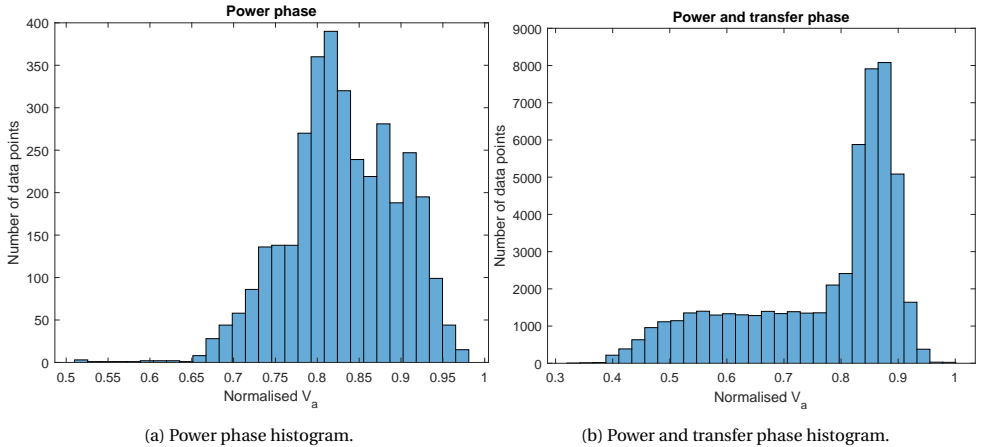 Power phase
400
350
300
250
200
150
100
50
0
Number of data points
0.5 0.55 0.6 0.65 0.7 0.75 0.8 0.85 0.9 0.95 1
Normalised V_a
(a) Power phase histogram.
Power and transfer phase
9000
8000
7000
6000
5000
4000
3000
2000
1000
0
Number of data points
0.3 0.4 0.5 0.6 0.7 0.8 0.9 1
Normalised V_a
(b) Power and transfer phase histogram.